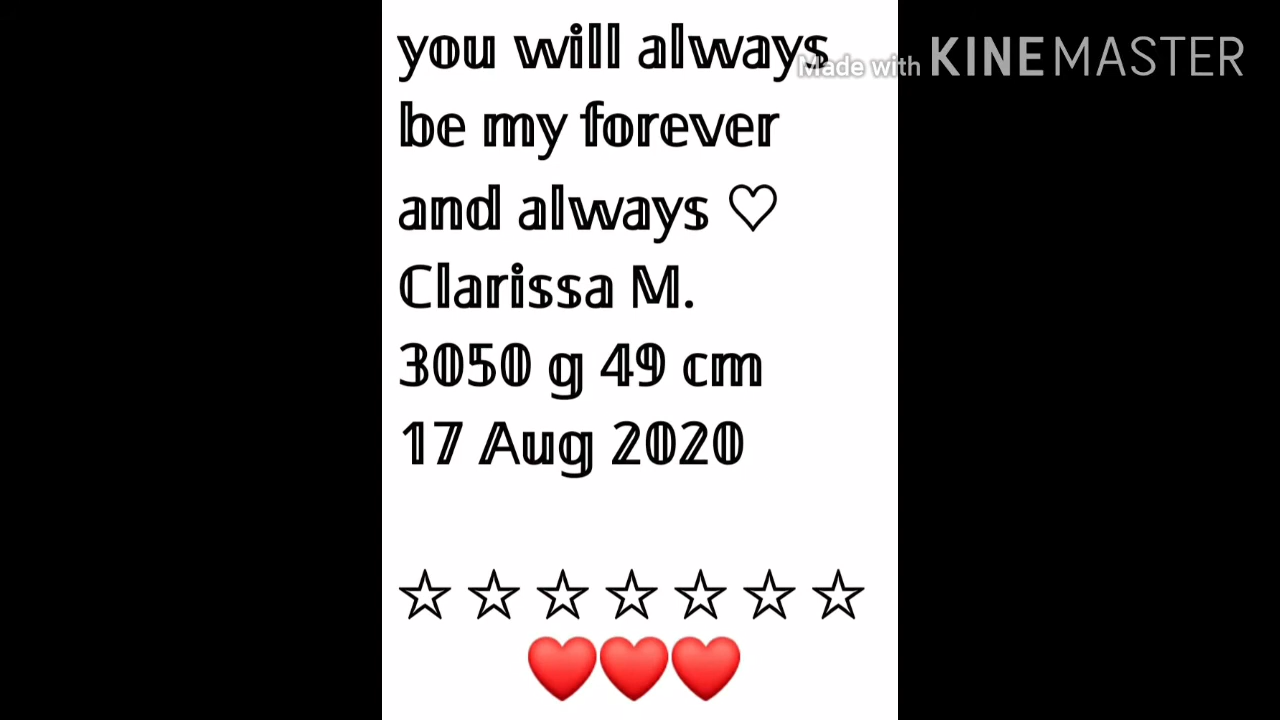 you will always
Made with KINEMASTER
be my forever
and always ♡
Clarissa M.
3050 g 49 cm
17 Aug 2020
☆ ☆ ☆ ☆ ☆ ☆ ☆
❤️❤️❤️